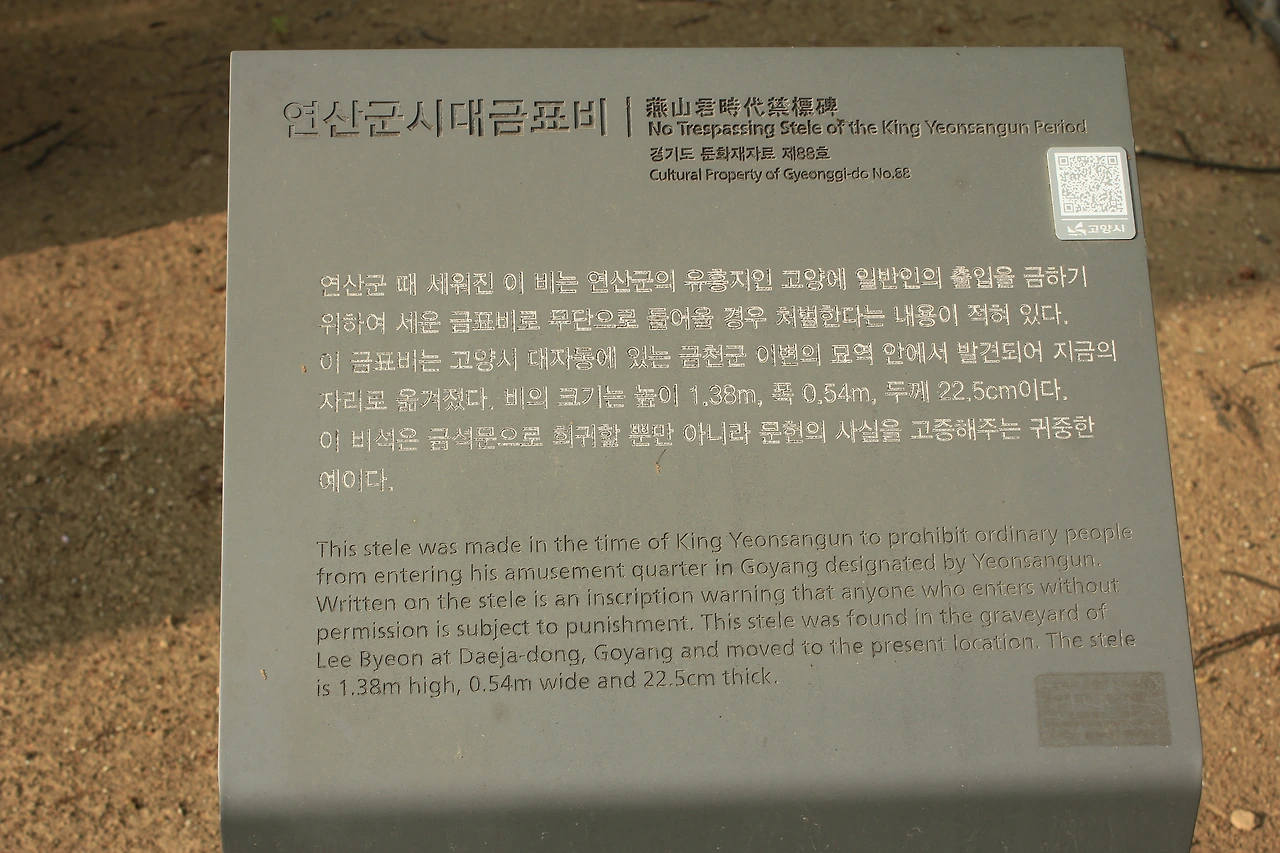 연산군시대금표비
燕山君時代禁標碑
No Trespassing Stele of the King Yeonsangun Period
경기도 문화재자료 제88호
Cultural Property of Gyeonggi-do No.88
고양시
연산군 때 세워진 이 비는 연산군의 유흥지인 고양에 일반인의 출입을 금하기
위하여 세운 금표비로 무단으로 들어올 경우 처벌한다는 내용이 적혀 있다.
이 금표비는 고양시 대자동에 있는 금천군 이변의 묘역 안에서 발견되어 지금의
자리로 옮겨졌다. 비의 크기는 높이 1.38m, 폭 0.54m, 두께 22.5cm이다.
이 비석은 금석문으로 희귀할 뿐만 아니라 문헌의 사실을 고증해주는 귀중한
예이다.
This stele was made in the time of King Yeonsangun to prohibit ordinary people
from entering his amusement quarter in Goyang designated by Yeonsangun.
Written on the stele is an inscription warning that anyone who enters without
permission is subject to punishment. This stele was found in the graveyard of
Lee Byeon at Daeja-dong, Goyang and moved to the present location. The stele
is 1.38m high, 0.54m wide and 22.5cm thick.